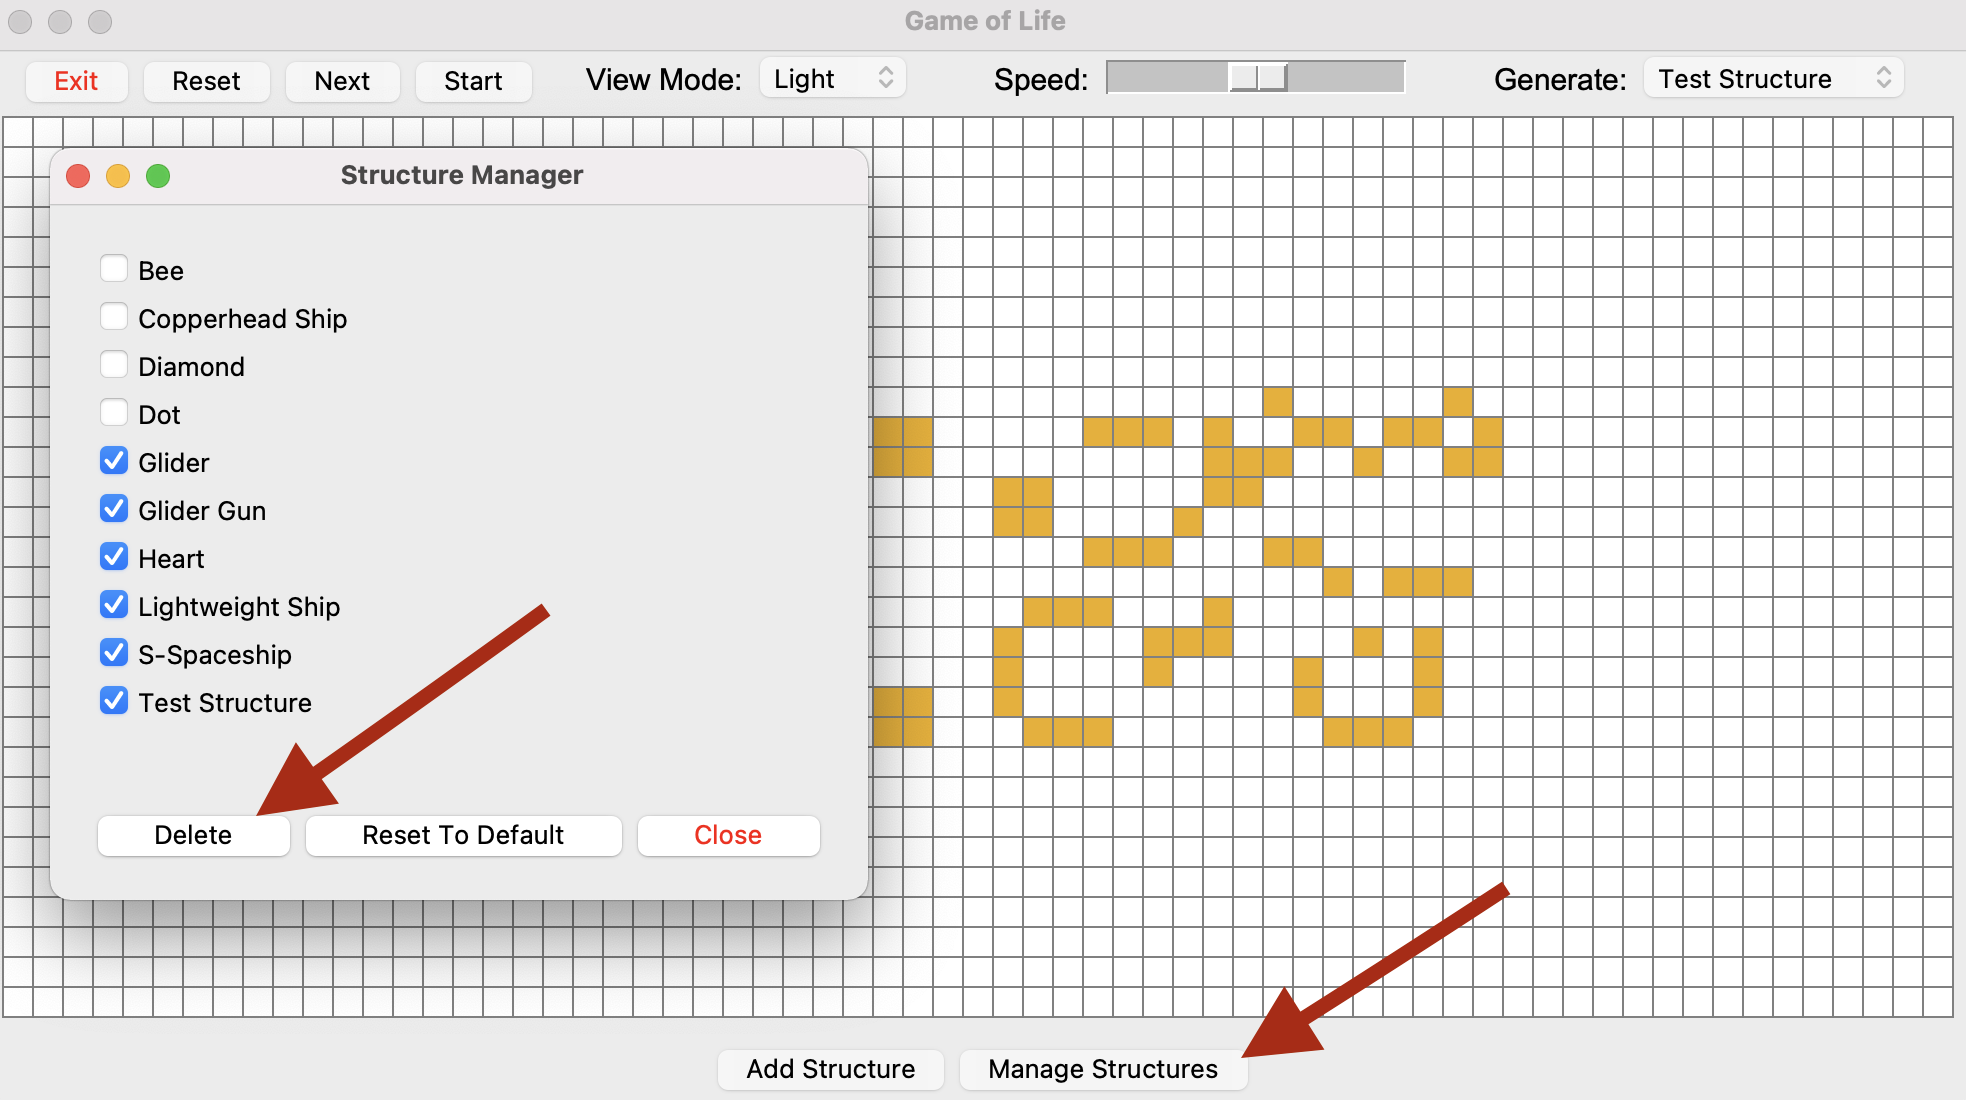 Game of Life
Exit Reset Next Start View Mode: Light Speed: Generate: Test Structure
Structure Manager
Bee
Copperhead Ship
Diamond
Dot
Glider
Glider Gun
Heart
Lightweight Ship
S-Spaceship
Test Structure
Delete Reset To Default Close
Add Structure Manage Structures